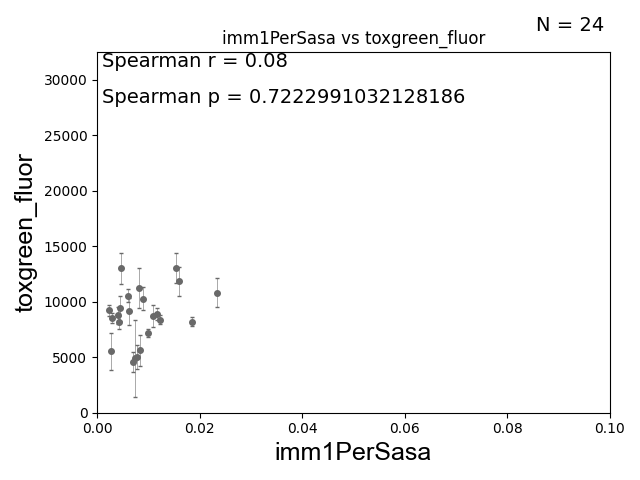 N = 24
imm1PerSasa vs toxgreen_fluor
Spearman r = 0.08
Spearman p = 0.7222991032128186
30000
25000
20000
15000
10000
5000
0
toxgreen_fluor
0.00 0.02 0.04 0.06 0.08 0.10
imm1PerSasa